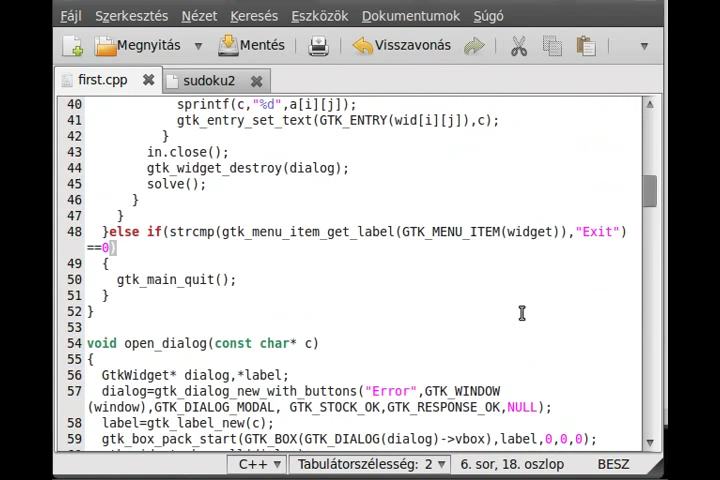 Fájl Szerkesztés Nézet Keresés Eszközök Dokumentumok Súgó
Megnyitás Mentés Visszavonás
first.cpp sudoku2
40 sprintf(c,"%d",a[i][j]);
41 gtk_entry_set_text(GTK_ENTRY(wid[i][j]),c);
42 }
43 in.close();
44 gtk_widget_destroy(dialog);
45 solve();
46 }
47 }
48 }else if(strcmp(gtk_menu_item_get_label(GTK_MENU_ITEM(widget)),"Exit")
==0)
49 {
50 gtk_main_quit();
51 }
52 }
53
54 void open_dialog(const char* c)
55 {
56 GtkWidget* dialog,*label;
57 dialog=gtk_dialog_new_with_buttons("Error",GTK_WINDOW
(window),GTK_DIALOG_MODAL, GTK_STOCK_OK,GTK_RESPONSE_OK,NULL);
58 label=gtk_label_new(c);
59 gtk_box_pack_start(GTK_BOX(GTK_DIALOG(dialog)->vbox),label,0,0,0);
C++ Tabulátorszélesség: 2 6. sor, 18. oszlop BESZ